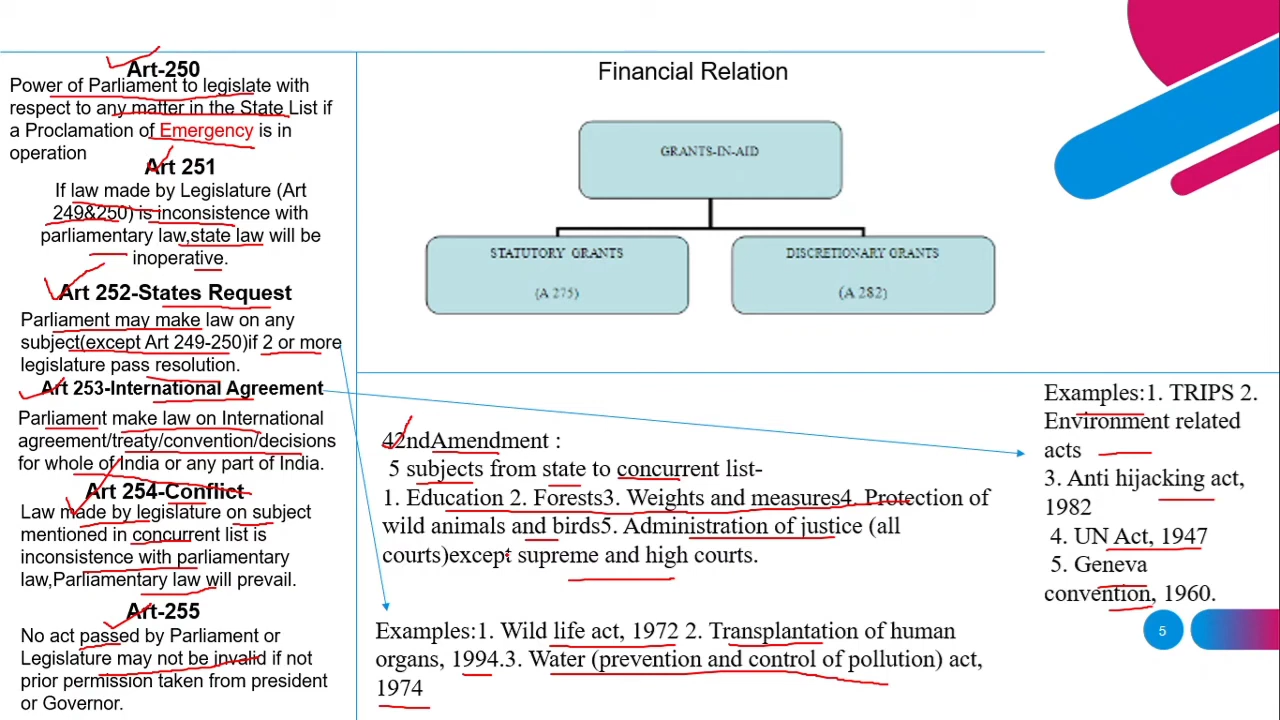 Art-250
Power of Parliament to legislate with
respect to any matter in the State List if
a Proclamation of Emergency is in
operation
Art 251
If law made by Legislature (Art
249&250) is inconsistence with
parliamentary law,state law will be
inoperative.
Art 252-States Request
Parliament may make law on any
subject(except Art 249-250)if 2 or more
legislature pass resolution.
Art 253-International Agreement
Parliament make law on International
agreement/treaty/convention/decisions
for whole of India or any part of India.
Art 254-Conflict
Law made by legislature on subject
mentioned in concurrent list is
inconsistence with parliamentary
law,Parliamentary law will prevail.
Art-255
No act passed by Parliament or
Legislature may not be invalid if not
prior permission taken from president
or Governor.
Financial Relation
GRANTS-IN-AID
STATUTORY GRANTS
(A 275)
DISCRETIONARY GRANTS
(A 282)
42ndAmendment :
5 subjects from state to concurrent list-
1. Education 2. Forests3. Weights and measures4. Protection of
wild animals and birds5. Administration of justice (all
courts)except supreme and high courts.
Examples:1. Wild life act, 1972 2. Transplantation of human
organs, 1994.3. Water (prevention and control of pollution) act,
1974
Examples:1. TRIPS 2.
Environment related
acts
3. Anti hijacking act,
1982
4. UN Act, 1947
5. Geneva
convention, 1960.
5